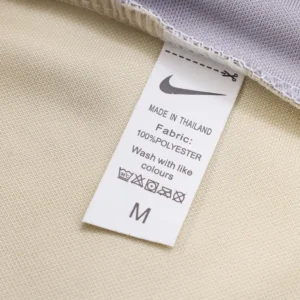 MADE IN THAILAND
Fabric:
100%POLYESTER
Wash with like
colours
M